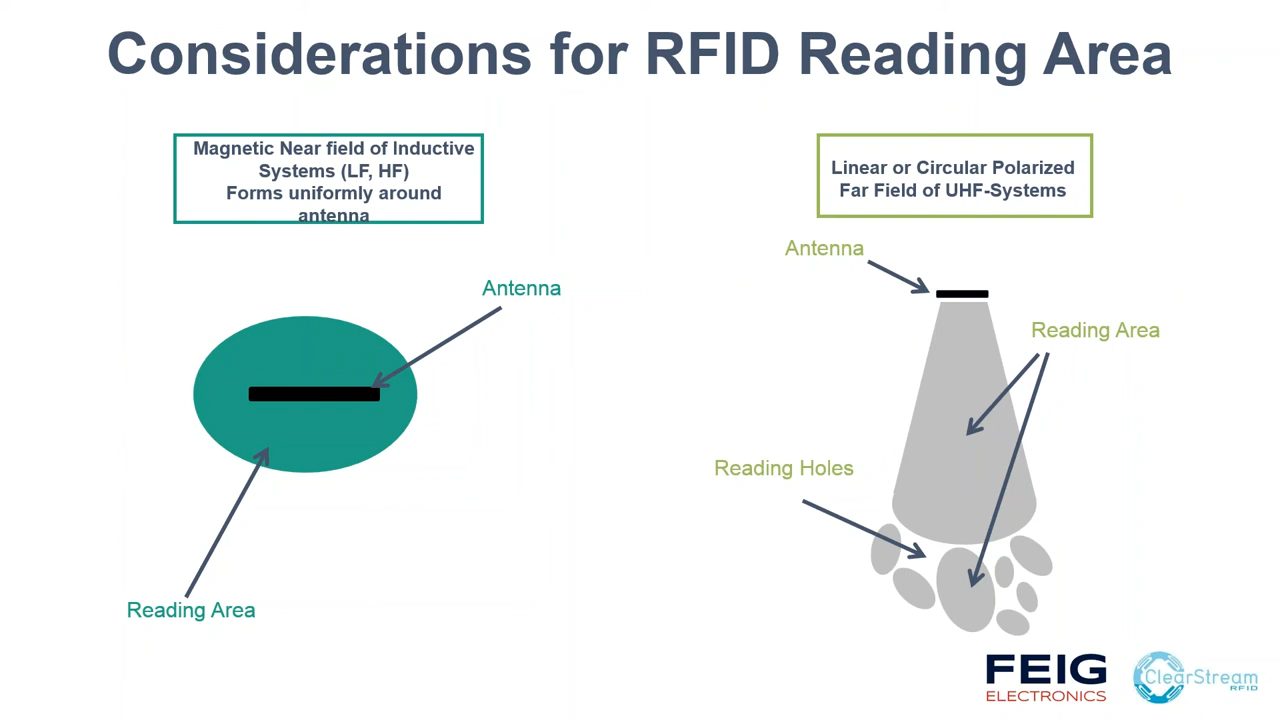 Considerations for RFID Reading Area
Magnetic Near field of Inductive
Systems (LF, HF)
Forms uniformly around
antenna
Linear or Circular Polarized
Far Field of UHF-Systems
Antenna
Antenna
Reading Area
Reading Holes
Reading Area
FEIG
ELECTRONICS
ClearStream
RFID